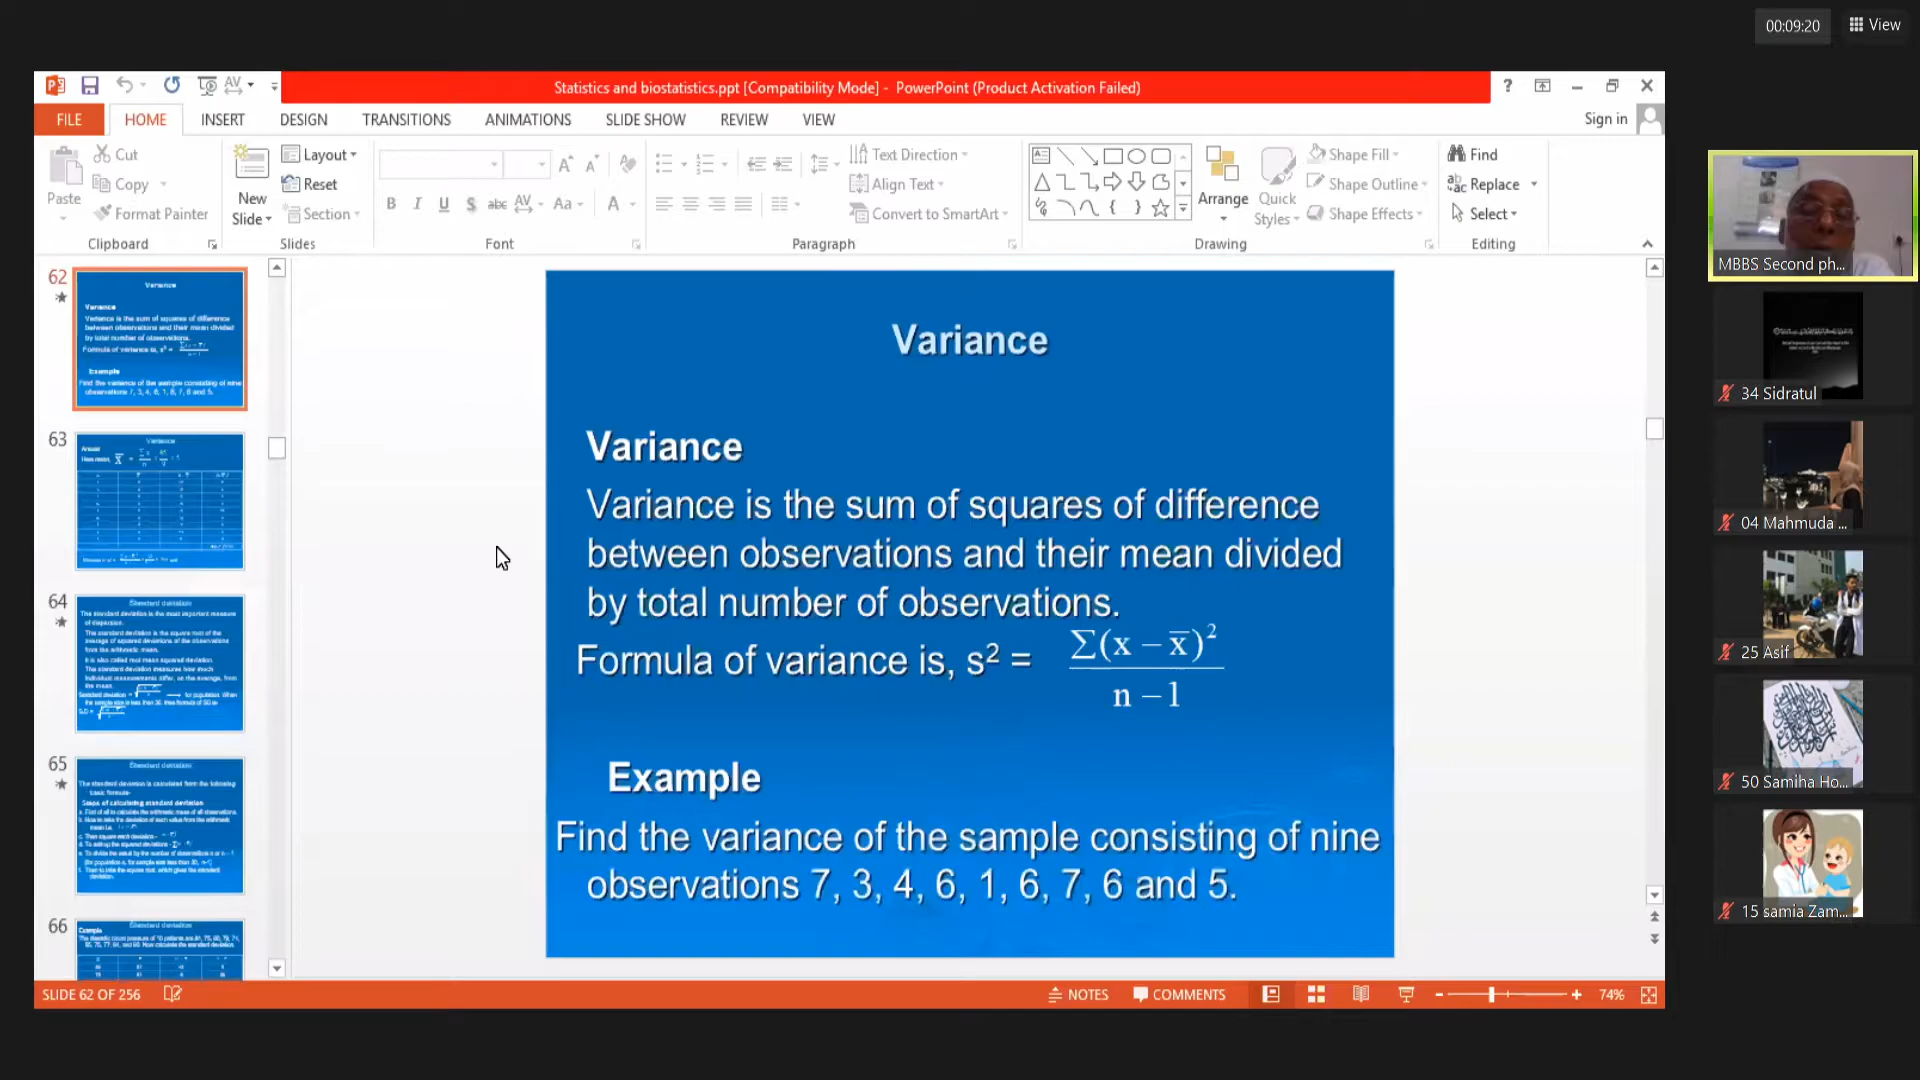 00:09:20
View
Statistics and biostatistics.ppt [Compatibility Mode] - PowerPoint (Product Activation Failed)
FILE
HOME
INSERT
DESIGN
TRANSITIONS
ANIMATIONS
SLIDE SHOW
REVIEW
VIEW
Sign in
Paste
Cut
Copy
Format Painter
Clipboard
New Slide
Layout
Reset
Section
Slides
Font
Text Direction
Align Text
Convert to SmartArt
Paragraph
Arrange
Quick Styles
Shape Fill
Shape Outline
Shape Effects
Drawing
Find
Replace
Select
Editing
62
63
64
65
66
Variance
Variance
Variance is the sum of squares of difference
between observations and their mean divided
by total number of observations.
Formula of variance is, s² = ∑(x – x̄)² / n – 1
Example
Find the variance of the sample consisting of nine
observations 7, 3, 4, 6, 1, 6, 7, 6 and 5.
MBBS Second ph...
34 Sidratul
04 Mahmuda ...
25 Asif
50 Samiha Ho...
15 samia Zam...
SLIDE 62 OF 256
NOTES
COMMENTS
74%